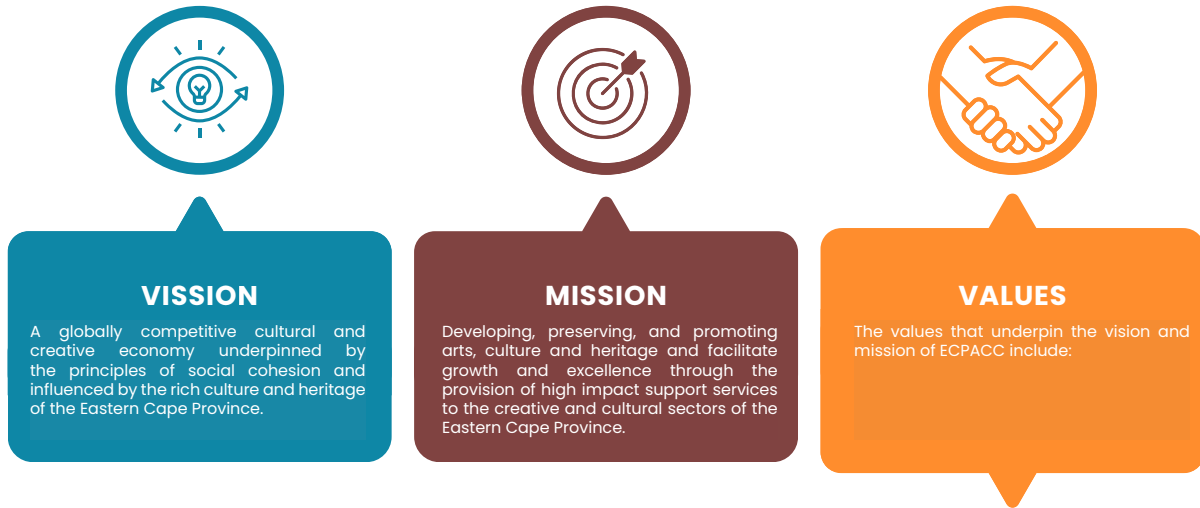 VISSION
A globally competitive cultural and
creative economy underpinned by
the principles of social cohesion and
influenced by the rich culture and heritage
of the Eastern Cape Province.
MISSION
Developing, preserving, and promoting
arts, culture and heritage and facilitate
growth and excellence through the
provision of high impact support services
to the creative and cultural sectors of the
Eastern Cape Province.
VALUES
The values that underpin the vision and
mission of ECPACC include: